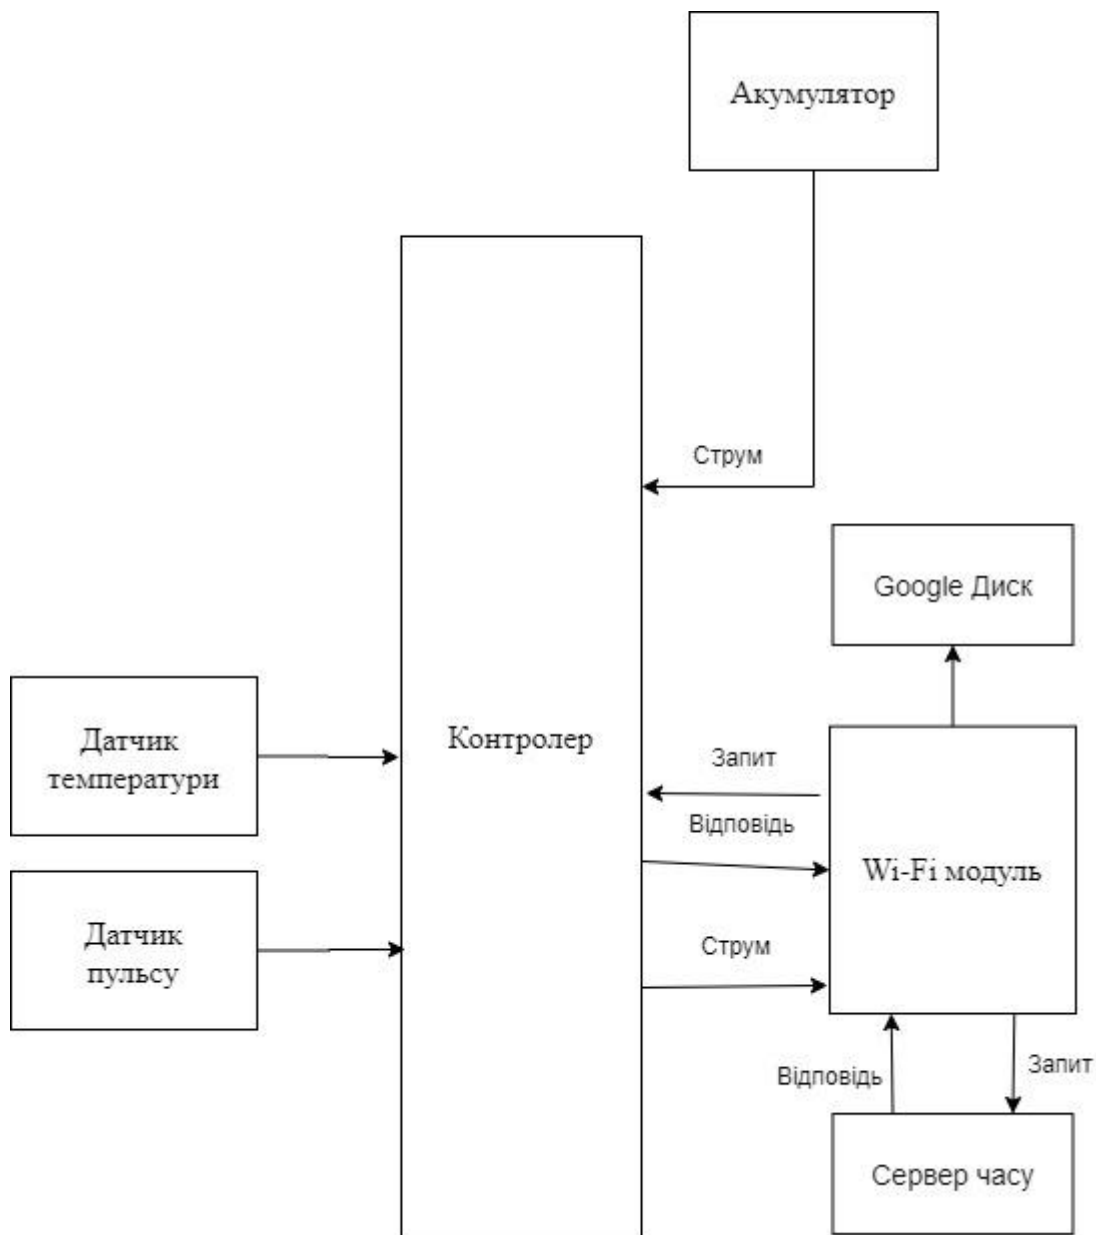 Акумулятор
Струм
Google Диск
Датчик
температури
Контролер
Запит
Відповідь
Wi-Fi модуль
Датчик
пульсу
Струм
Відповідь
Запит
Сервер часу